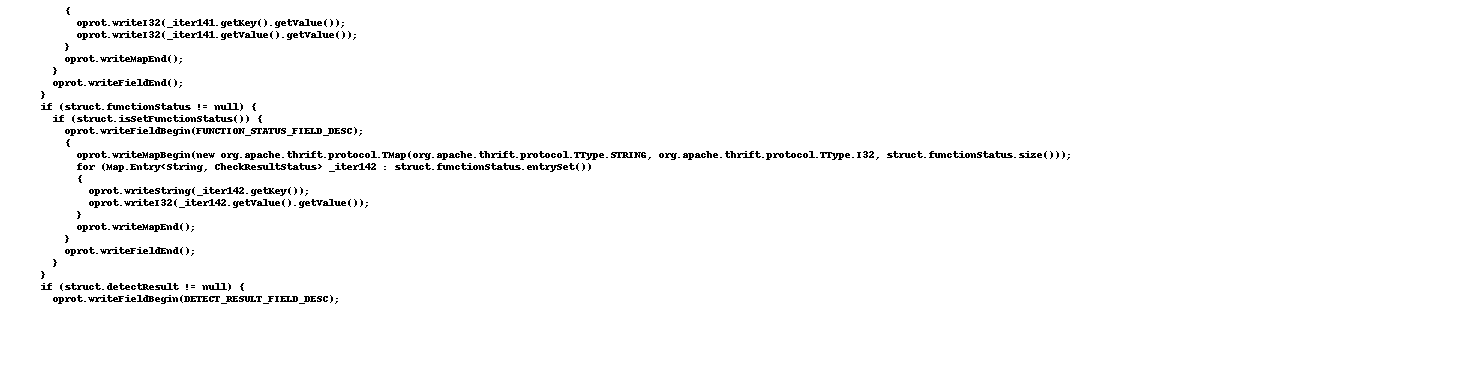 {
oprot.writeI32(_iter141.getKey().getValue());
oprot.writeI32(_iter141.getValue().getValue());
}
oprot.writeMapEnd();
}
oprot.writeFieldEnd();
}
if (struct.functionStatus != null) {
if (struct.isSetFunctionStatus()) {
oprot.writeFieldBegin(FUNCTION_STATUS_FIELD_DESC);
{
oprot.writeMapBegin(new org.apache.thrift.protocol.TMap(org.apache.thrift.protocol.TType.STRING, org.apache.thrift.protocol.TType.I32, struct.functionStatus.size()));
for (Map.Entry<String, CheckResultStatus> _iter142 : struct.functionStatus.entrySet())
{
oprot.writeString(_iter142.getKey());
oprot.writeI32(_iter142.getValue().getValue());
}
oprot.writeMapEnd();
}
oprot.writeFieldEnd();
}
}
if (struct.detectResult != null) {
oprot.writeFieldBegin(DETECT_RESULT_FIELD_DESC);